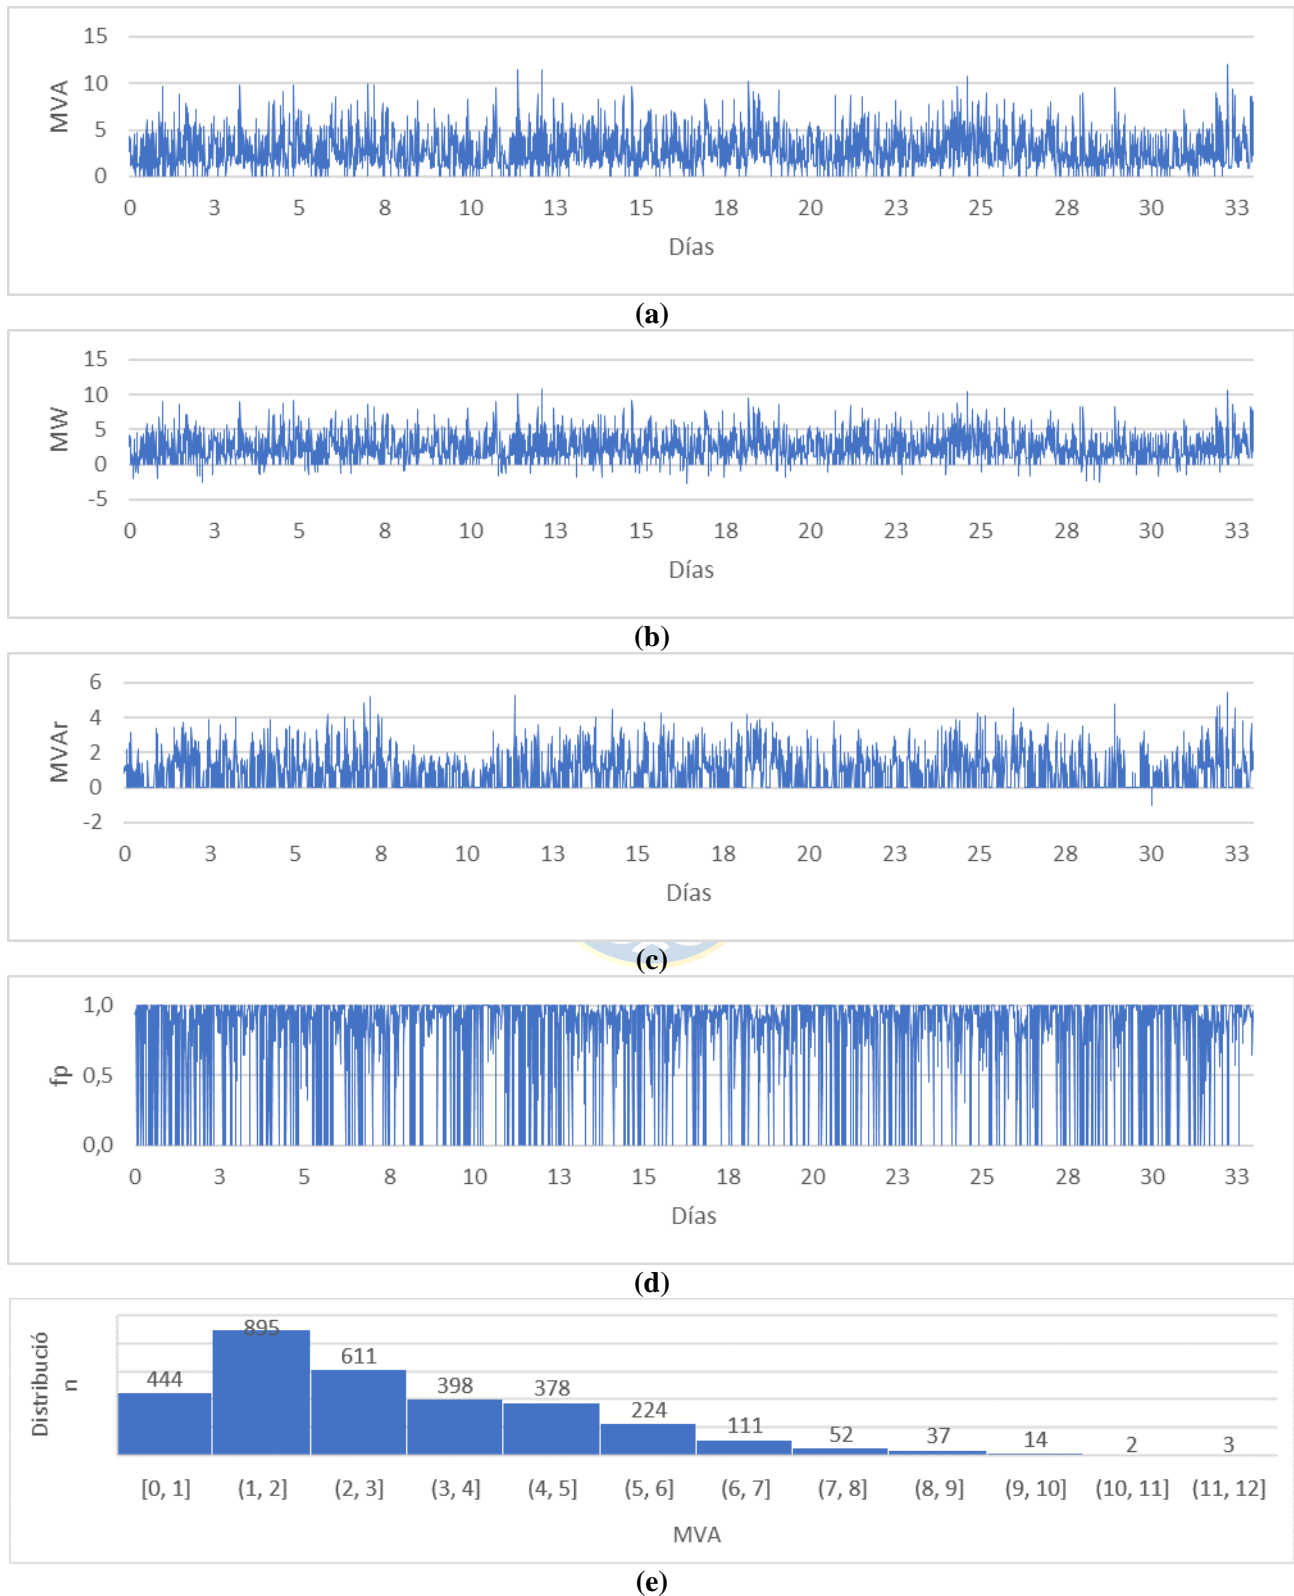 15
10
5
0
MVA
0 3 5 8 10 13 15 18 20 23 25 28 30 33
Días
(a)
15
10
5
0
-5
MW
0 3 5 8 10 13 15 18 20 23 25 28 30 33
Días
(b)
6
4
2
0
-2
MVAr
0 3 5 8 10 13 15 18 20 23 25 28 30 33
Días
(c)
1,0
0,5
0,0
fp
0 3 5 8 10 13 15 18 20 23 25 28 30 33
Días
(d)
Distribució
n
444 895 611 398 378 224 111 52 37 14 2 3
[0, 1] (1, 2] (2, 3] (3, 4] (4, 5] (5, 6] (6, 7] (7, 8] (8, 9] (9, 10] (10, 11] (11, 12]
MVA
(e)